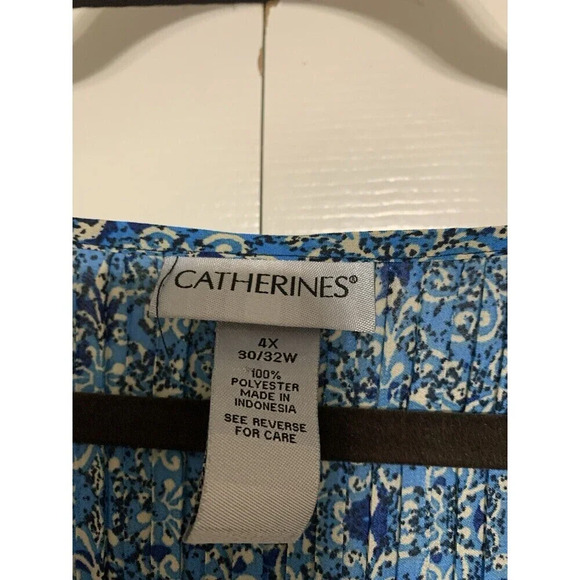 CATHERINES®
4X
30/32W
100%
POLYESTER
MADE IN
INDONESIA
SEE REVERSE
FOR CARE